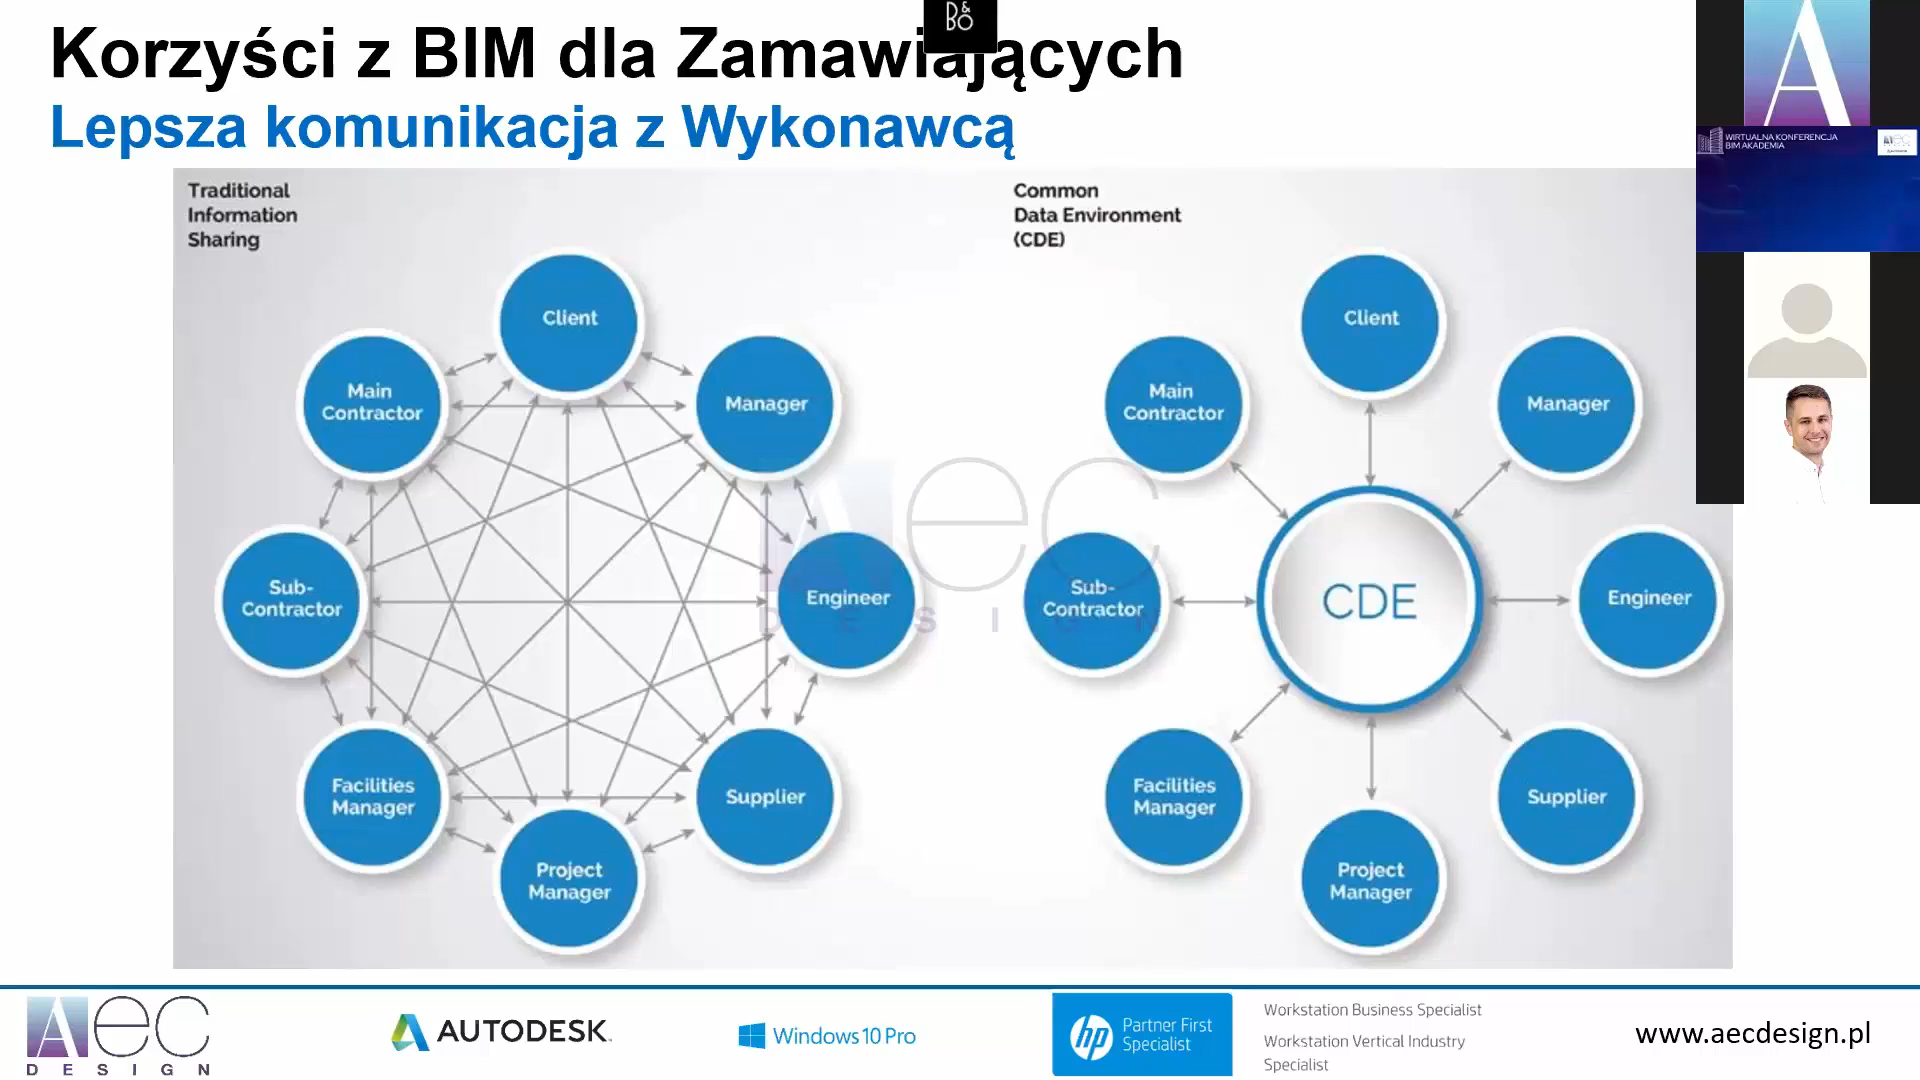 B&O
Korzyści z BIM dla Zamawiających
Lepsza komunikacja z Wykonawcą
WIRTUALNA KONFERENCJA
BIM AKADEMIA
Traditional
Information
Sharing
Client
Main
Contractor
Manager
Sub-
Contractor
Engineer
Facilities
Manager
Supplier
Project
Manager
Common
Data Environment
(CDE)
Client
Main
Contractor
Manager
Sub-
Contractor
CDE
Engineer
Facilities
Manager
Supplier
Project
Manager
Aec
DESIGN
AEC
DESIGN
AUTODESK.
Windows 10 Pro
hp
Partner First
Specialist
Workstation Business Specialist
Workstation Vertical Industry
Specialist
www.aecdesign.pl